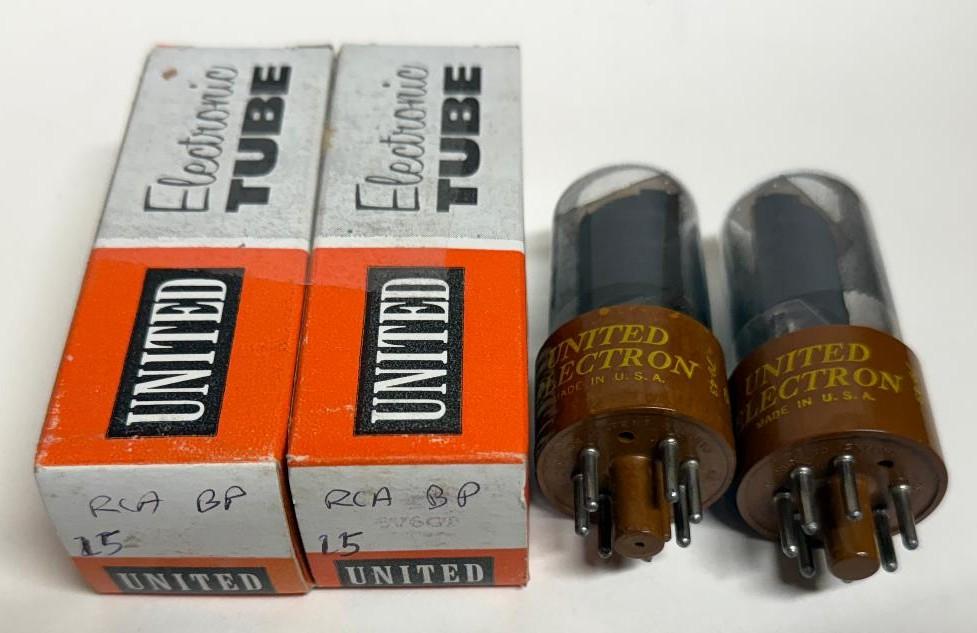 Electronic
TUBE
UNITED
RCA BP
15
UNITED
Electronic
TUBE
UNITED
RCA BP
6V6GT
15
UNITED
UNITED
ELECTRON
MADE IN U.S.A.
UNITED
ELECTRON
MADE IN U.S.A.